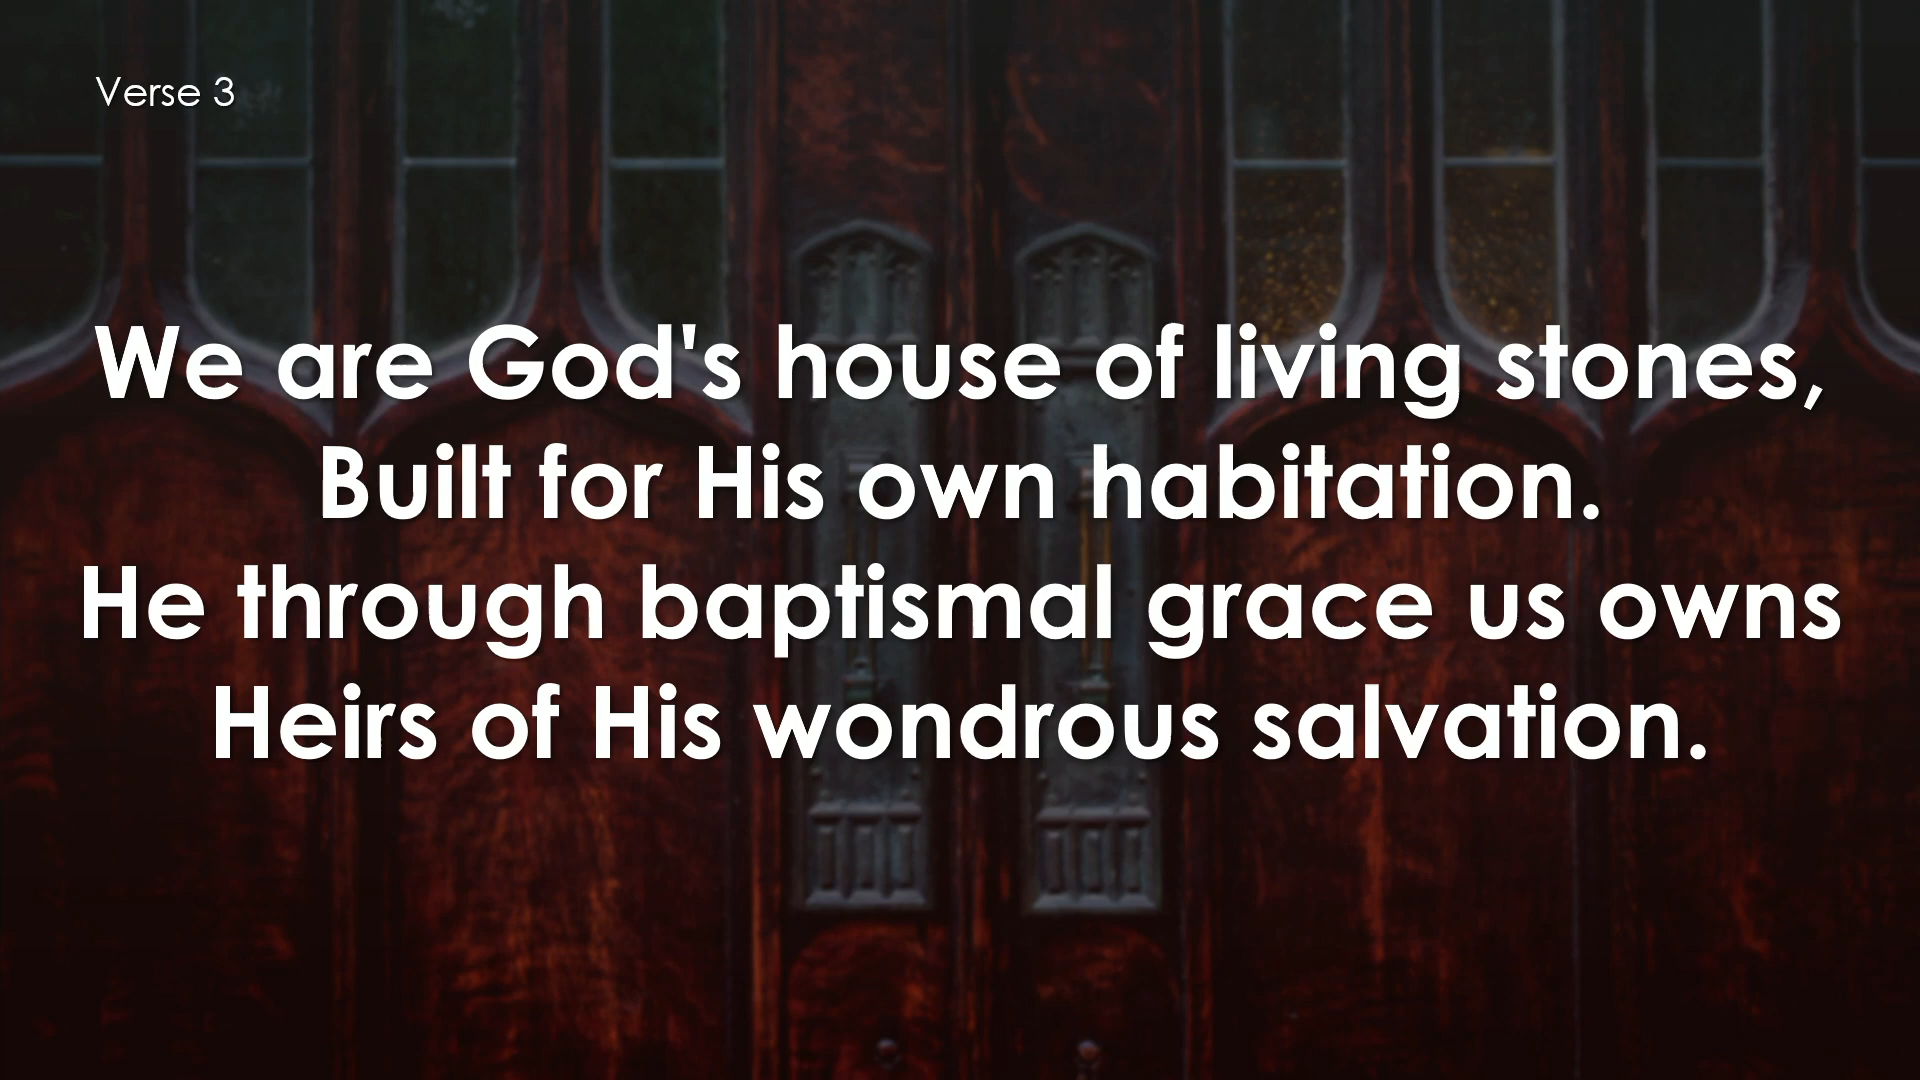 Verse 3
We are God's house of living stones,
Built for His own habitation.
He through baptismal grace us owns
Heirs of His wondrous salvation.